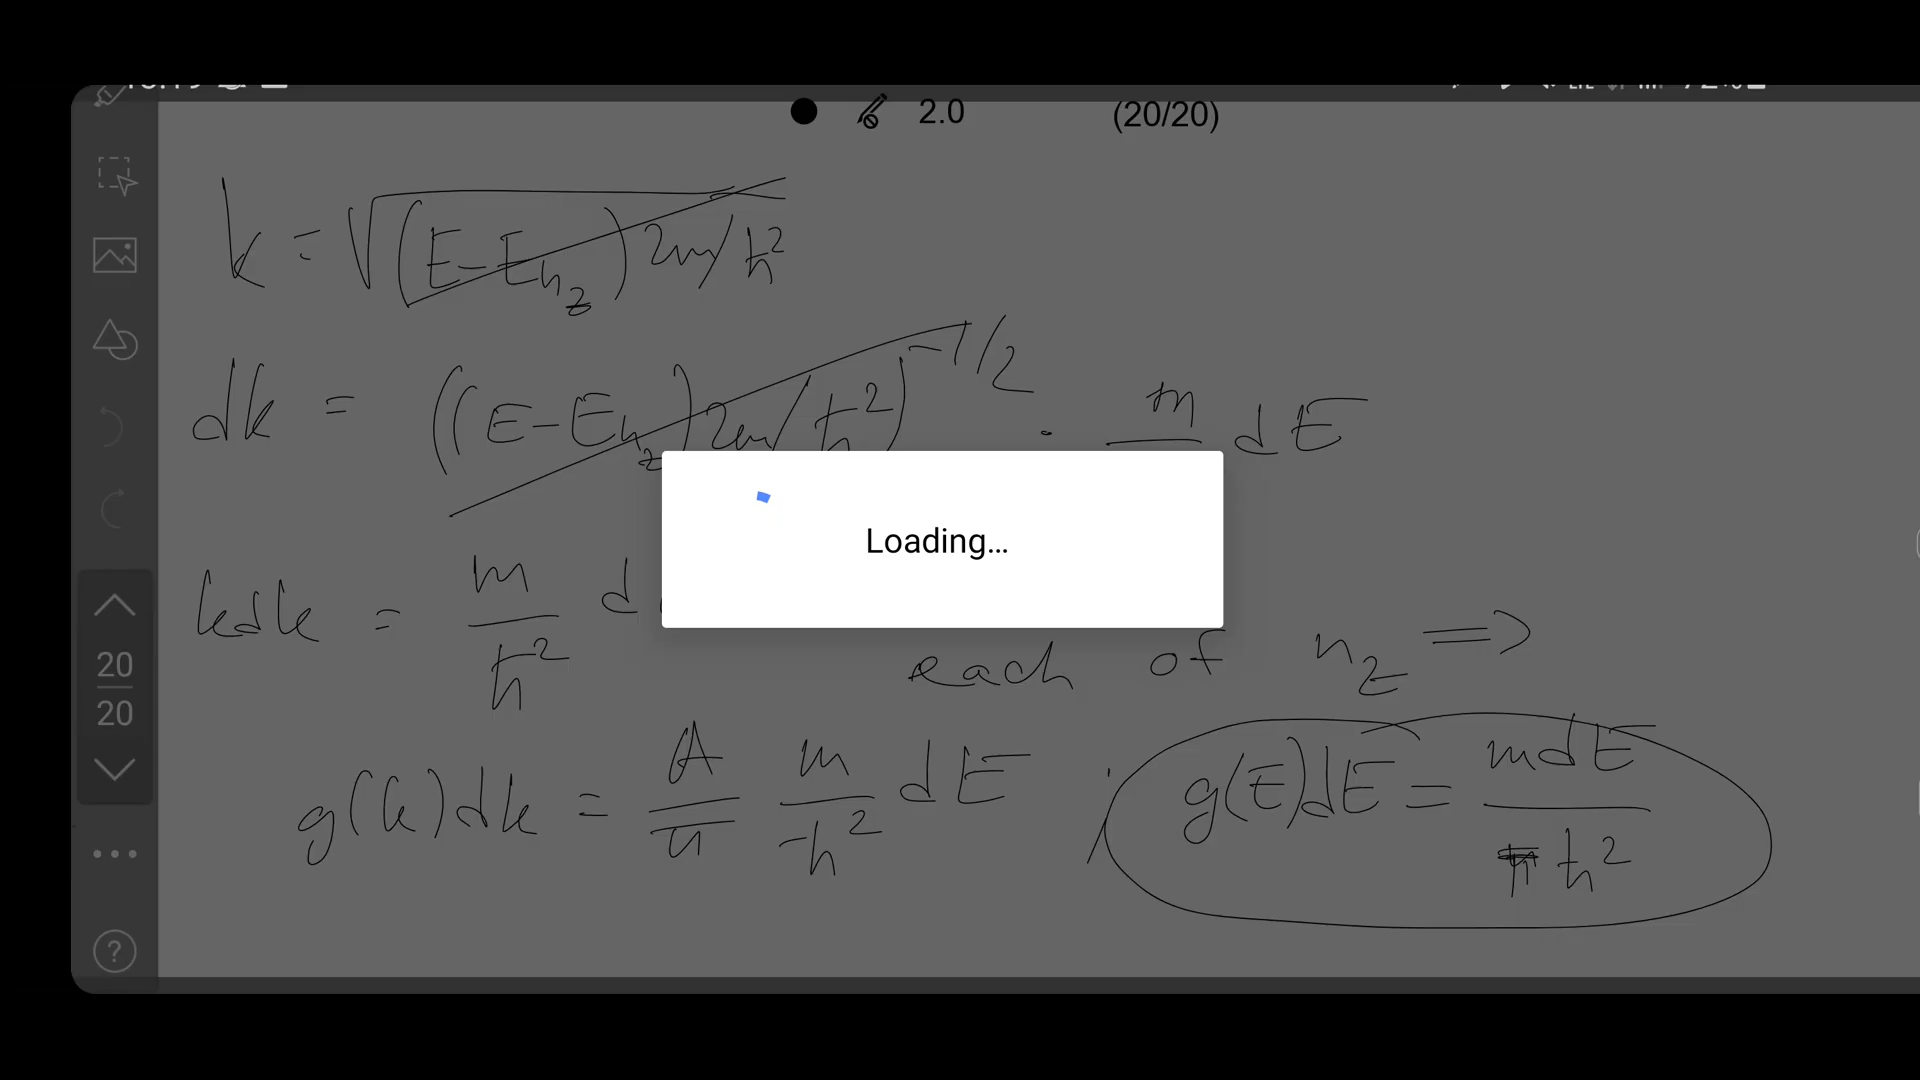 2.0 (20/20)
k = √(E-E_{n_z}) 2m/ħ²
dk = ((E-E_{n_z}) 2m/ħ²)^{-1/2} · m dE
Loading...
kdk = m/ħ² d
each of n_z ⇒
20
20
g(k)dk = A/π m/ħ² dE ; g(E)dE = mdE/πħ²
?